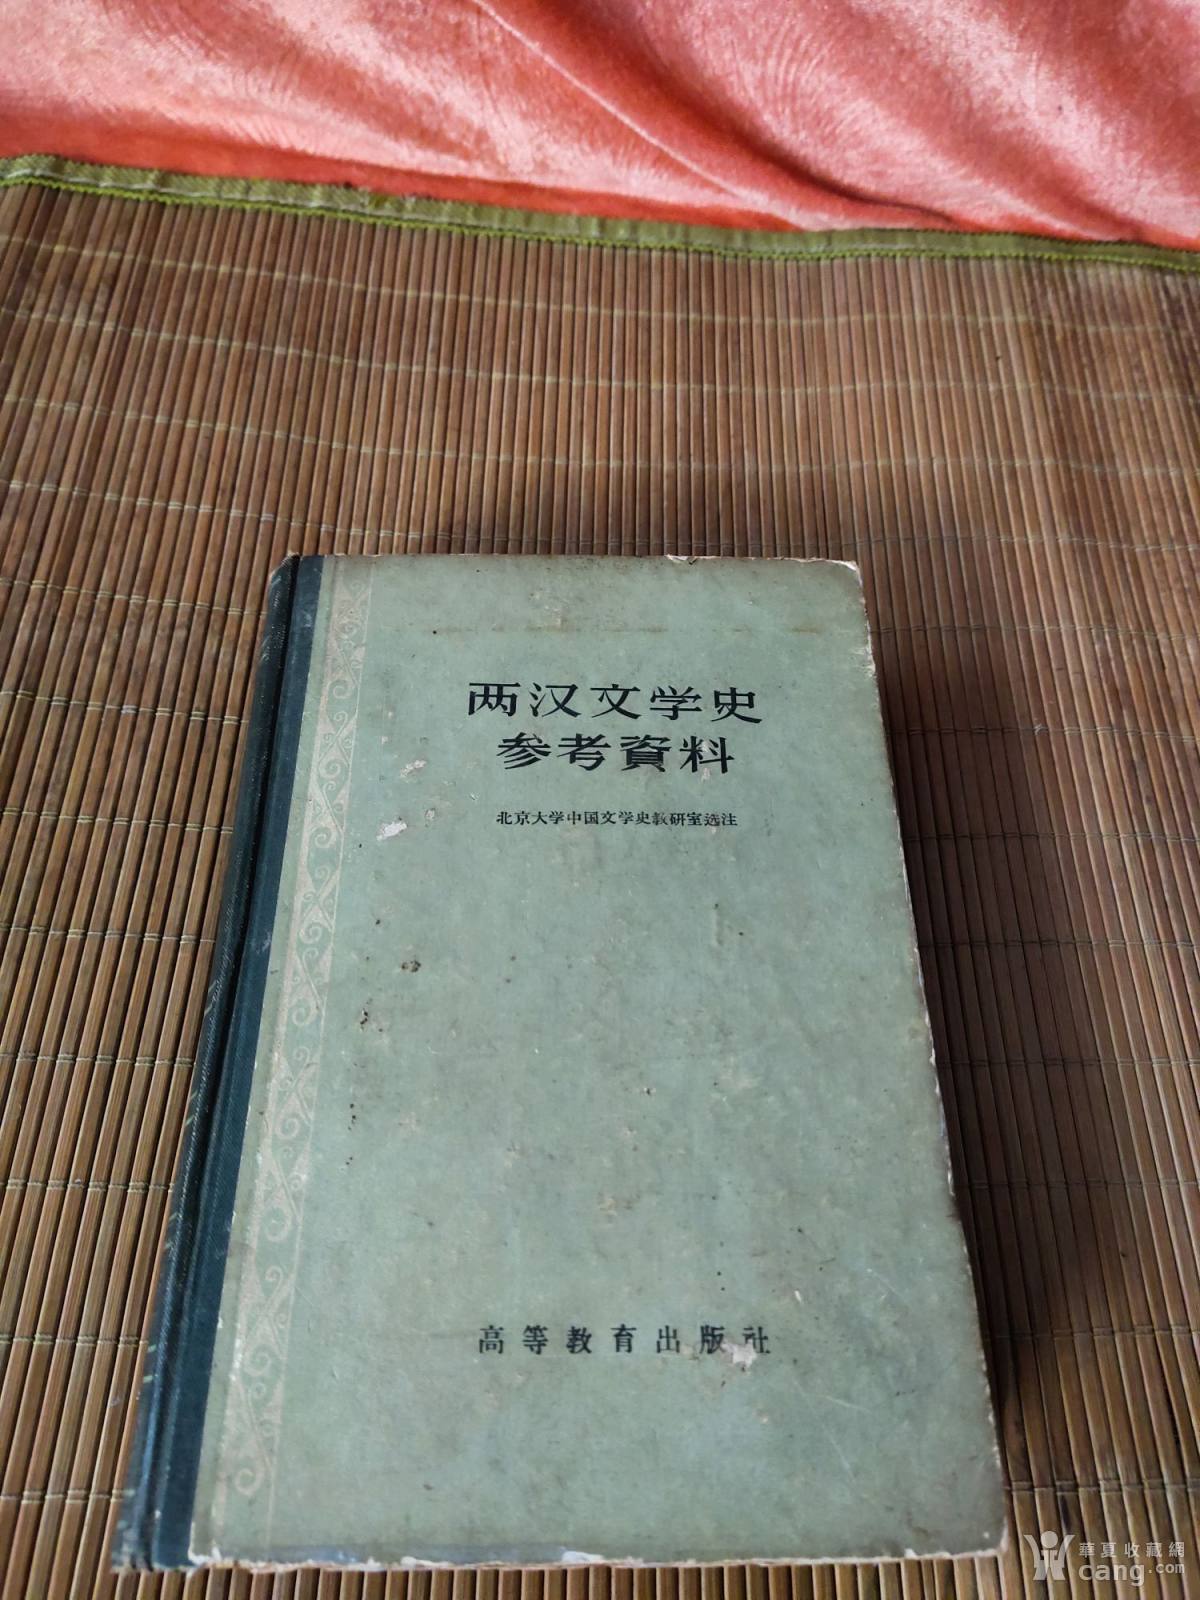 两汉文学史
参考資料
北京大学中国文学史教研室选注
高等教育出版社
華夏收藏網
cang.com